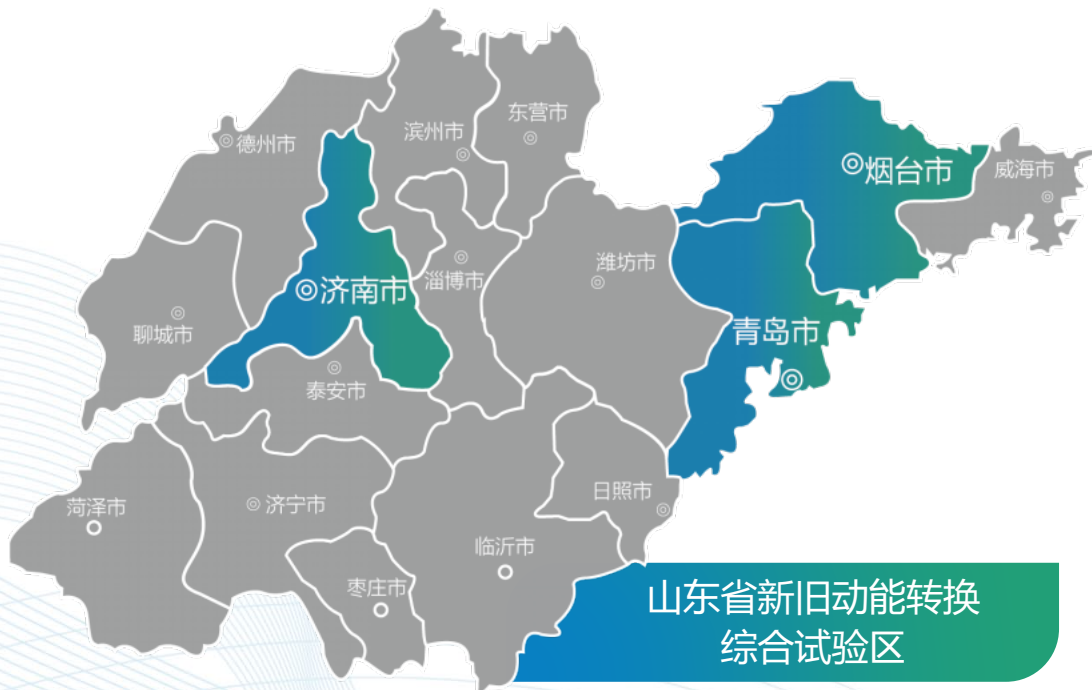 东营市
滨州市
德州市
烟台市
威海市
潍坊市
淄博市
济南市
聊城市
青岛市
泰安市
日照市
济宁市
菏泽市
临沂市
枣庄市
山东省新旧动能转换
综合试验区